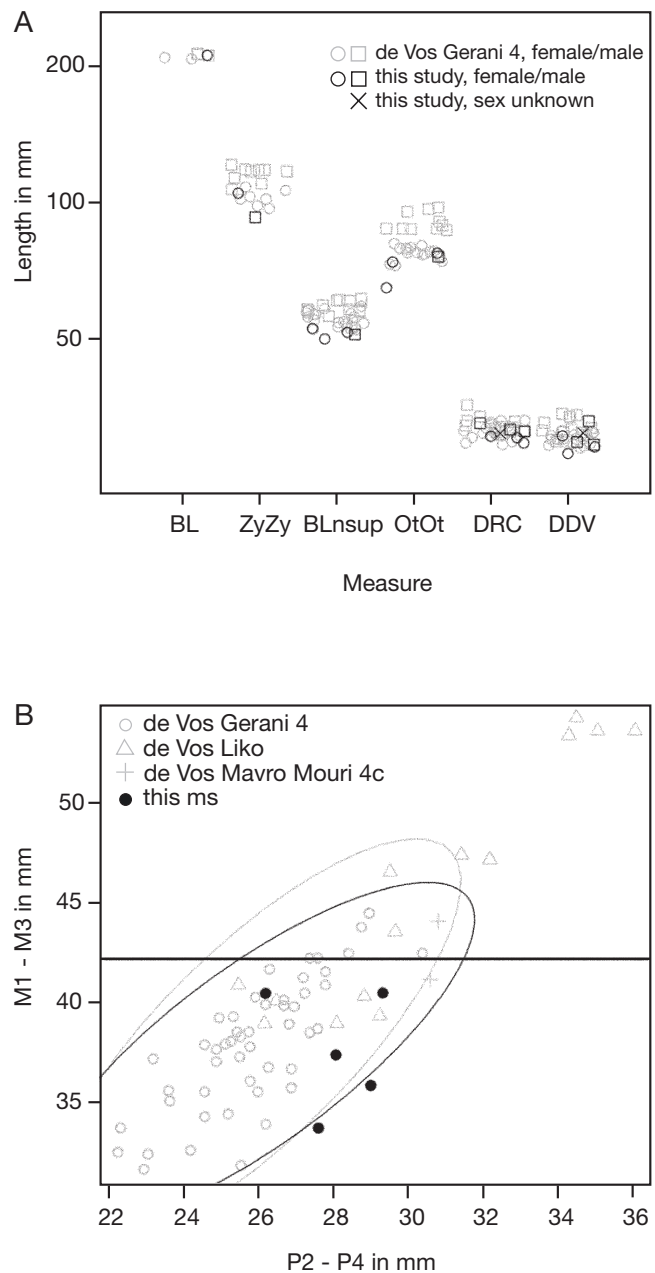 A
de Vos Gerani 4, female/male
this study, female/male
this study, sex unknown
Length in mm
200
100
50
BL ZyZy BLnsup OtOt DRC DDV
Measure
B
de Vos Gerani 4
de Vos Liko
de Vos Mavro Mouri 4c
this ms
M1 - M3 in mm
50
45
40
35
22 24 26 28 30 32 34 36
P2 - P4 in mm